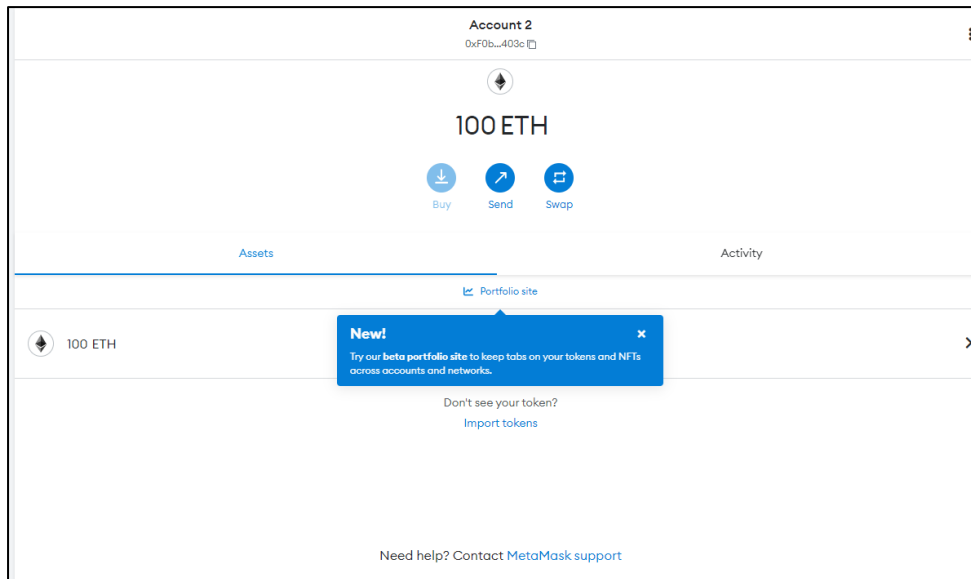 Account 2
0xF0b...403c
100 ETH
Buy
Send
Swap
Assets
Activity
Portfolio site
100 ETH
New!
Try our beta portfolio site to keep tabs on your tokens and NFTs
across accounts and networks.
Don't see your token?
Import tokens
Need help? Contact MetaMask support